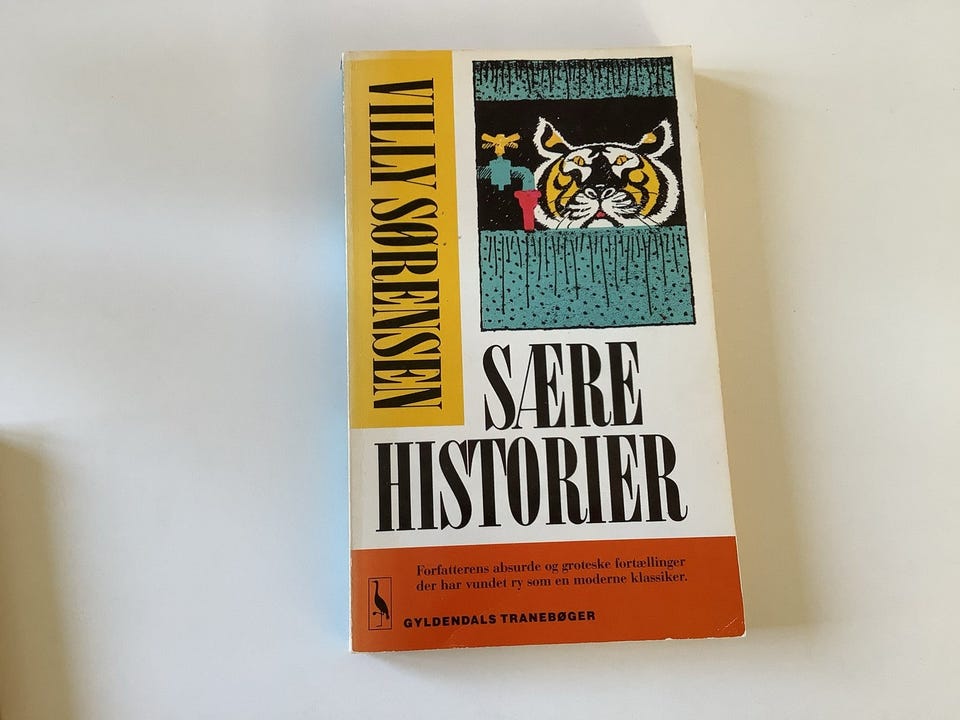 VILLY SØRENSEN
SÆRE
HISTORIER
Forfatterens absurde og groteske fortællinger
der har vundet ry som en moderne klassiker.
GYLDENDALS TRANEBØGER